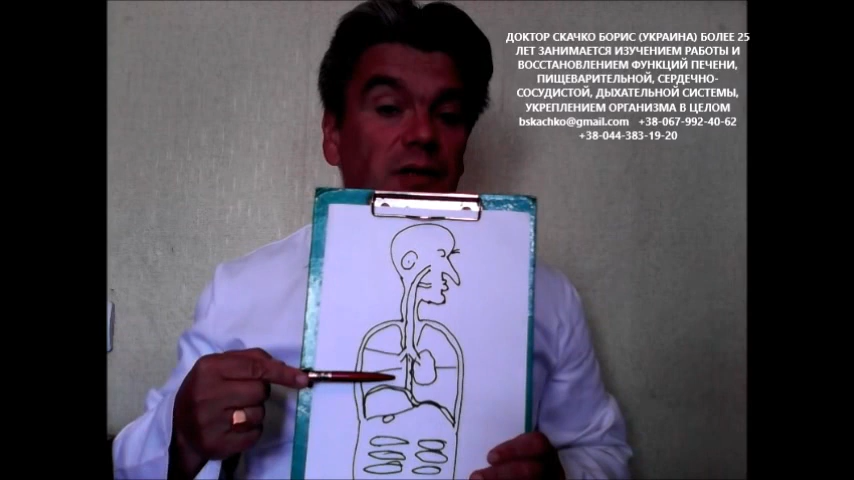 ДОКТОР СКАЧКО БОРИС (УКРАИНА) БОЛЕЕ 25
ЛЕТ ЗАНИМАЕТСЯ ИЗУЧЕНИЕМ РАБОТЫ И
ВОССТАНОВЛЕНИЕМ ФУНКЦИЙ ПЕЧЕНИ,
ПИЩЕВАРИТЕЛЬНОЙ, СЕРДЕЧНО-
СОСУДИСТОЙ, ДЫХАТЕЛЬНОЙ СИСТЕМЫ,
УКРЕПЛЕНИЕМ ОРГАНИЗМА В ЦЕЛОМ
bskachko@gmail.com +38-067-992-40-62
+38-044-383-19-20